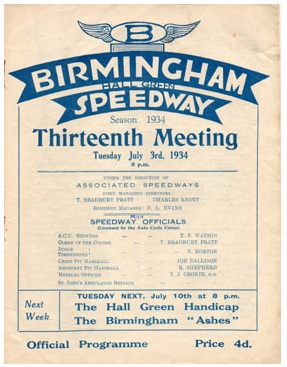 B
BIRMINGHAM
HALL GREEN
SPEEDWAY
Season 1934
Thirteenth Meeting
Tuesday July 3rd, 1934
8 p.m.
UNDER THE DIRECTION OF
ASSOCIATED SPEEDWAYS
JOINT MANAGING DIRECTORS:
T. BRADBURY PRATT CHARLES KNOTT
RESIDENT MANAGER: F. L. EVANS
SPEEDWAY OFFICIALS
(Licensed by the Auto Cycle Union)
A.C.U. STEWARD " " T. F. WATSON
CLERK OF THE COURSE " T. BRADBURY PRATT
JUDGE
TIMEKEEPER " " V. NORTON
CHIEF PIT MARSHALL " JOE DALLISON
ASSISTANT PIT MARSHALL " R. SHEPHERD
MEDICAL OFFICER " " T. J. CRONIN,
ST. JOHN'S AMBULANCE BRIGADE
Next
Week
TUESDAY NEXT, July 10th at 8 p.m.
The Hall Green Handicap
The Birmingham "Ashes"
Official Programme Price 4d.